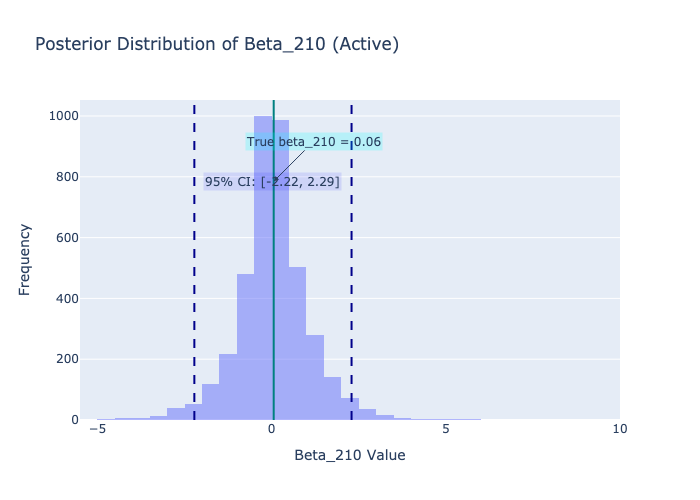 Posterior Distribution of Beta_210 (Active)
1000
True beta_210 = 0.06
800
95% CI: [-2.22, 2.29]
600
Frequency
400
200
0
−5
0
5
10
Beta_210 Value